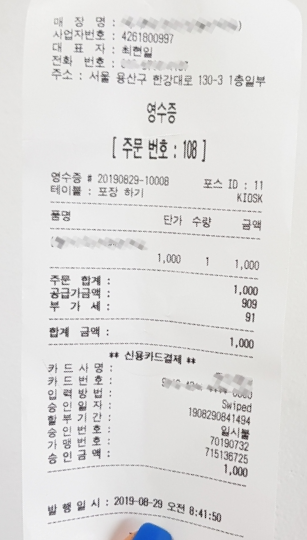 매 장 명 :
사업자번호 : 4261800997
대 표 자 : 최현일
전화 번호 :
주소 : 서울 용산구 한강대로 130-3 1층일부
영수증
[ 주문 번호 : 108 ]
영수증 # 20190829-10008 포스 ID : 11
테이블 : 포장 하기 KIOSK
품명 단가 수량 금액
1,000 1 1,000
주문 합계 : 1,000
공급가금액 : 909
부 가 세 : 91
합계 금액 : 1,000
** 신용카드결제 **
카 드 사 명 :
카 드 번 호 :
입 력 방 법 : Swiped
승 인 일 자 : 1908290841494
할 부 기 간 : 일시불
승 인 번 호 : 70190732
가 맹 번 호 : 715136725
승 인 금 액 : 1,000
발 행 일 시 : 2019-08-29 오전 8:41:50